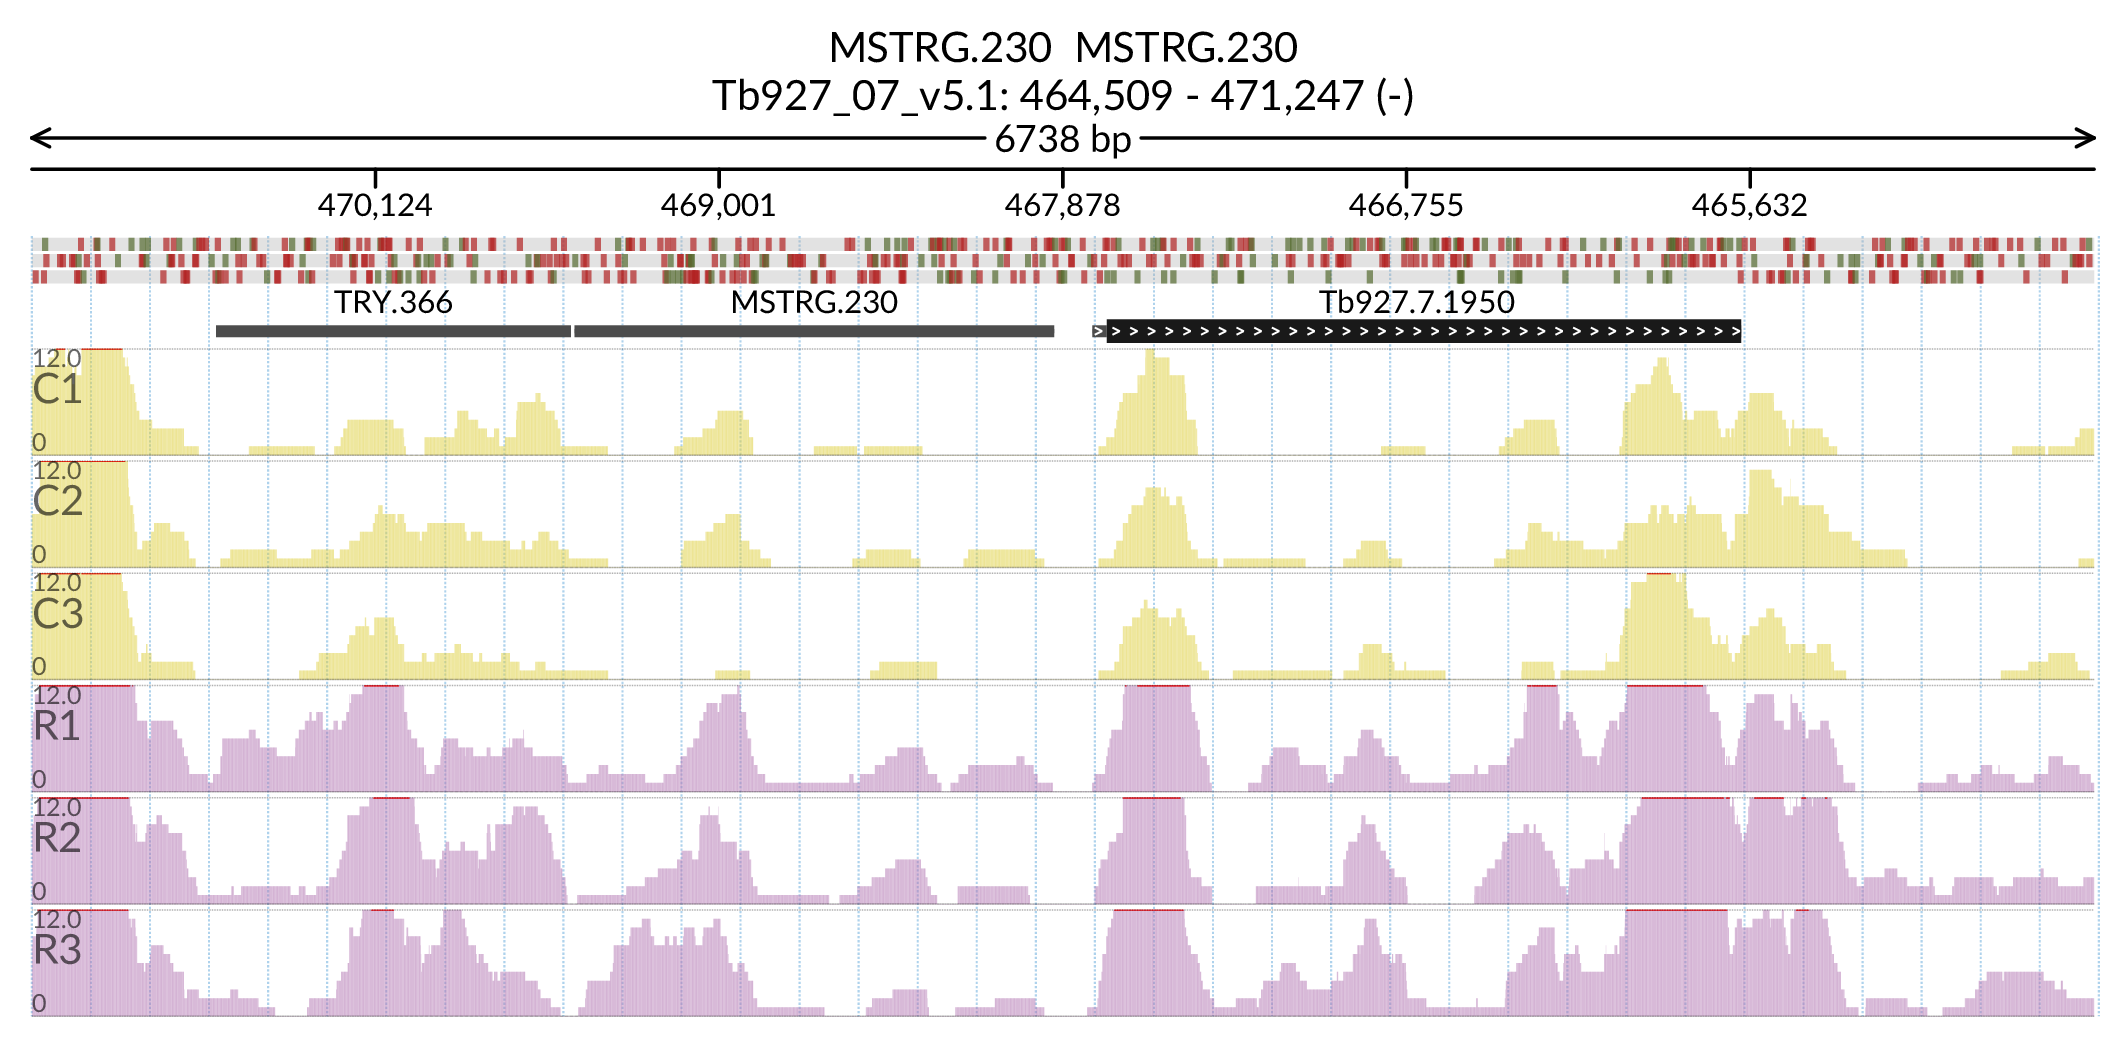 MSTRG.230 MSTRG.230
Tb927_07_v5.1: 464,509 - 471,247 (-)
6738 bp
470,124 469,001 467,878 466,755 465,632
TRY.366 MSTRG.230 Tb927.7.1950
12.0
C1
0
12.0
C2
0
12.0
C3
0
12.0
R1
0
12.0
R2
0
12.0
R3
0